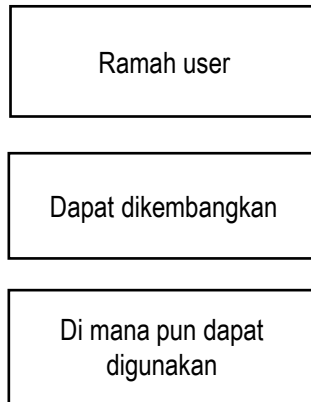 Ramah user
Dapat dikembangkan
Di mana pun dapat
digunakan